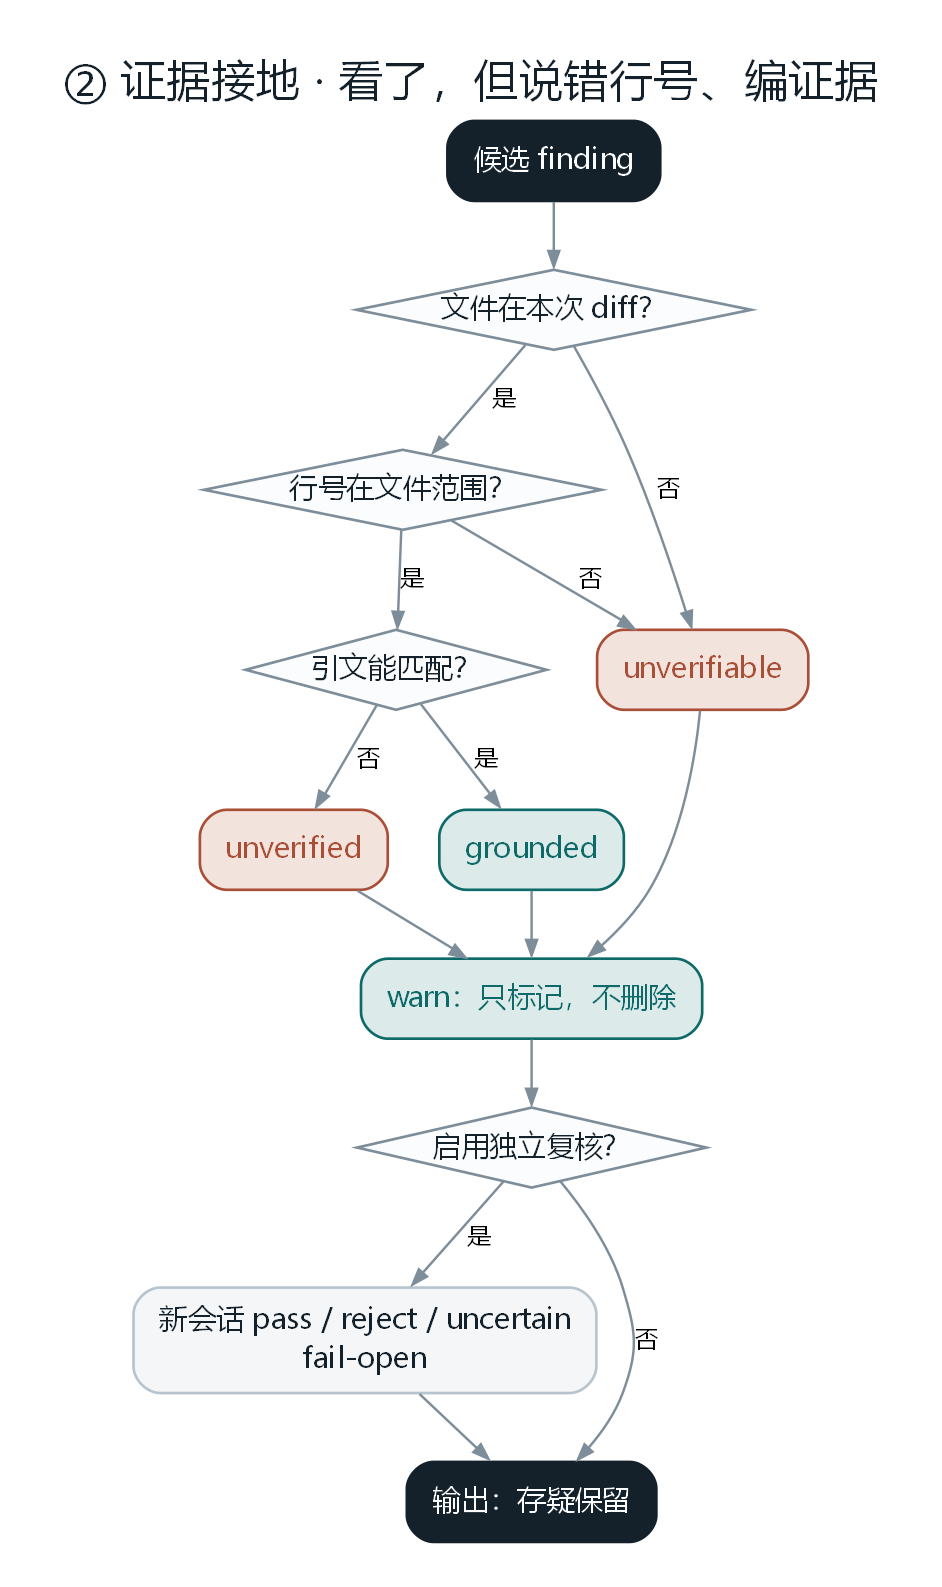 ② 证据接地 · 看了，但说错行号、编证据
候选 finding
文件在本次 diff?
是
行号在文件范围?
否
是
否
引文能匹配?
unverifiable
否
是
unverified
grounded
warn：只标记，不删除
启用独立复核?
是
新会话 pass / reject / uncertain
fail-open
否
输出：存疑保留